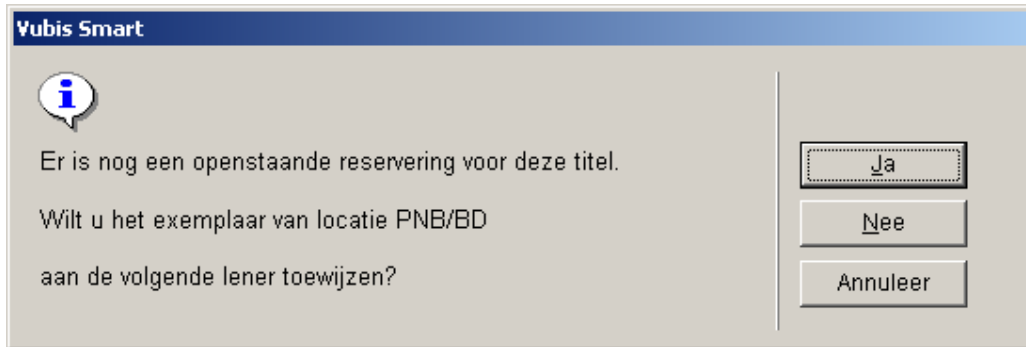 Vubis Smart
Er is nog een openstaande reservering voor deze titel.
Ja
Wilt u het exemplaar van locatie PNB/BD
Nee
aan de volgende lener toewijzen?
Annuleer